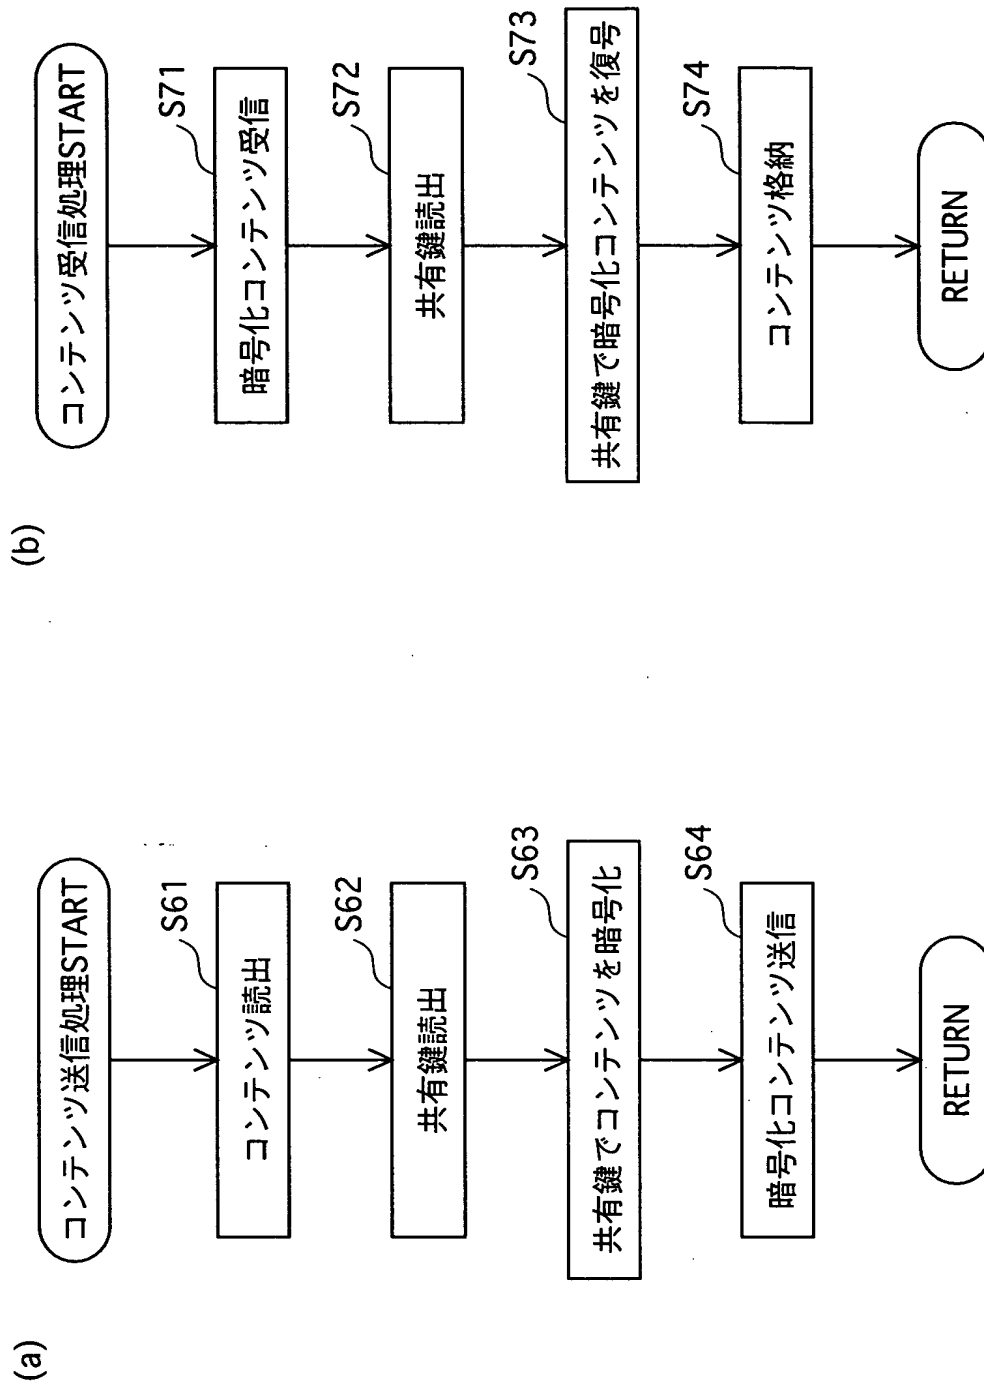 (a)
コンテンツ送信処理START
S61
コンテンツ読出
S62
共有鍵読出
S63
共有鍵でコンテンツを暗号化
S64
暗号化コンテンツ送信
RETURN
(b)
コンテンツ受信処理START
S71
暗号化コンテンツ受信
S72
共有鍵読出
S73
共有鍵で暗号化コンテンツを復号
S74
コンテンツ格納
RETURN